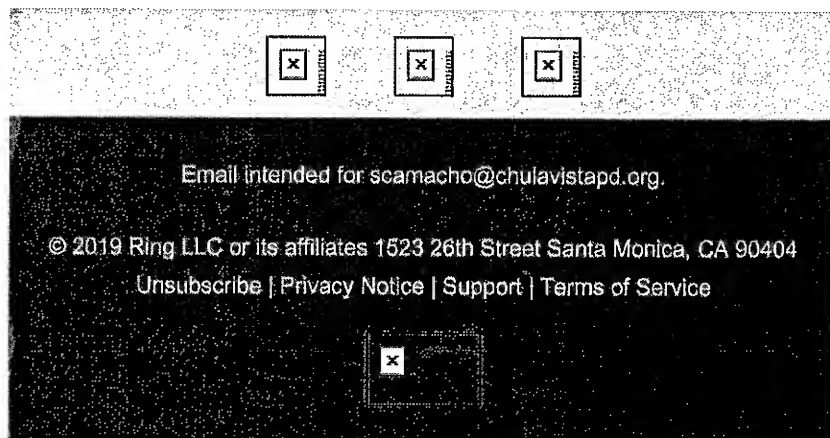 Email intended for scamacho@chulavistapd.org.
© 2019 Ring LLC or its affiliates 1523 26th Street Santa Monica, CA 90404
Unsubscribe | Privacy Notice | Support | Terms of Service